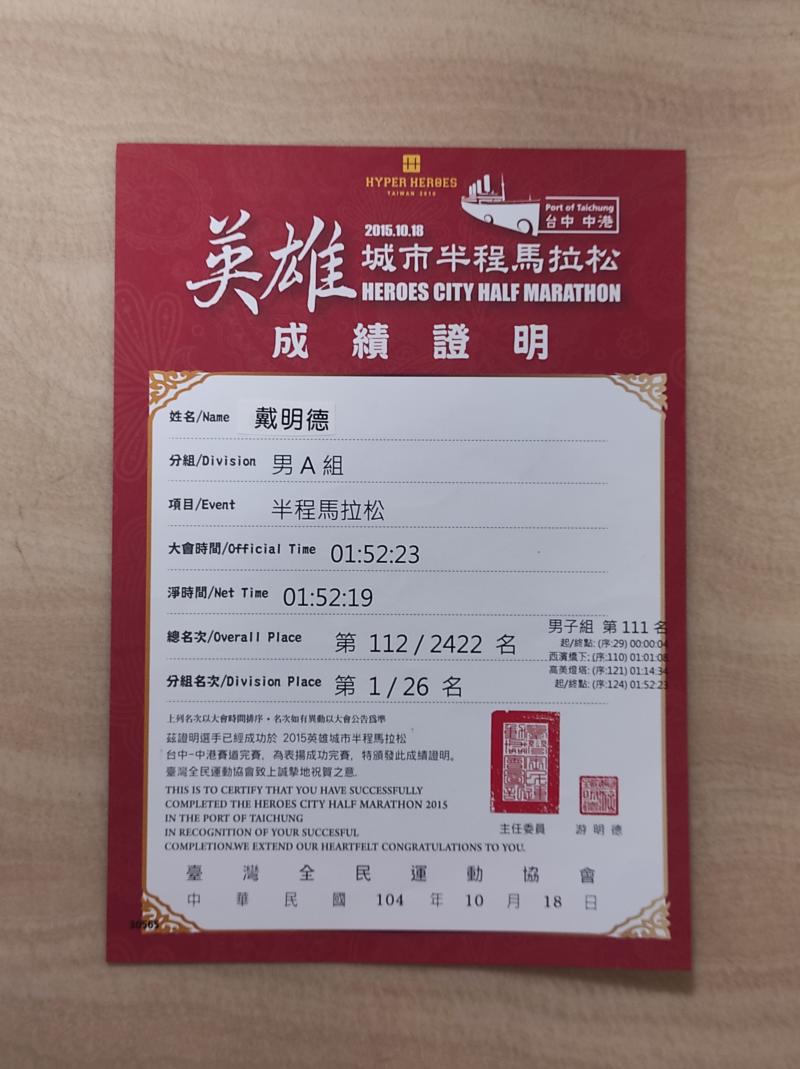 HYPER HEROES
TAIWAN 2015
Port of Taichung
台中 中港
2015.10.18
英雄 城市半程馬拉松
HEROES CITY HALF MARATHON
成績證明
姓名/Name 戴明德
分組/Division 男A組
項目/Event 半程馬拉松
大會時間/Official Time 01:52:23
淨時間/Net Time 01:52:19
總名次/Overall Place 第 112/2422 名
男子組 第 111 名
起/終點: (序:29) 00:00:04
西濱橋下: (序:110) 01:01:08
高美燈塔: (序:121) 01:14:34
起/終點: (序:124) 01:52:23
分組名次/Division Place 第 1/26 名
上列名次以大會時間排序，名次如有異動以大會公告為準
茲證明選手已經成功於 2015英雄城市半程馬拉松
台中-中港賽道完賽，為表揚成功完賽，特頒發此成績證明。
臺灣全民運動協會致上誠摯地祝賀之意.
THIS IS TO CERTIFY THAT YOU HAVE SUCCESSFULLY
COMPLETED THE HEROES CITY HALF MARATHON 2015
IN THE PORT OF TAICHUNG
IN RECOGNITION OF YOUR SUCCESFUL
COMPLETION.WE EXTEND OUR HEARTFELT CONGRATULATIONS TO YOU.
主任委員 游明德
臺灣全民運動協會
中華民國 104 年 10 月 18 日
30565